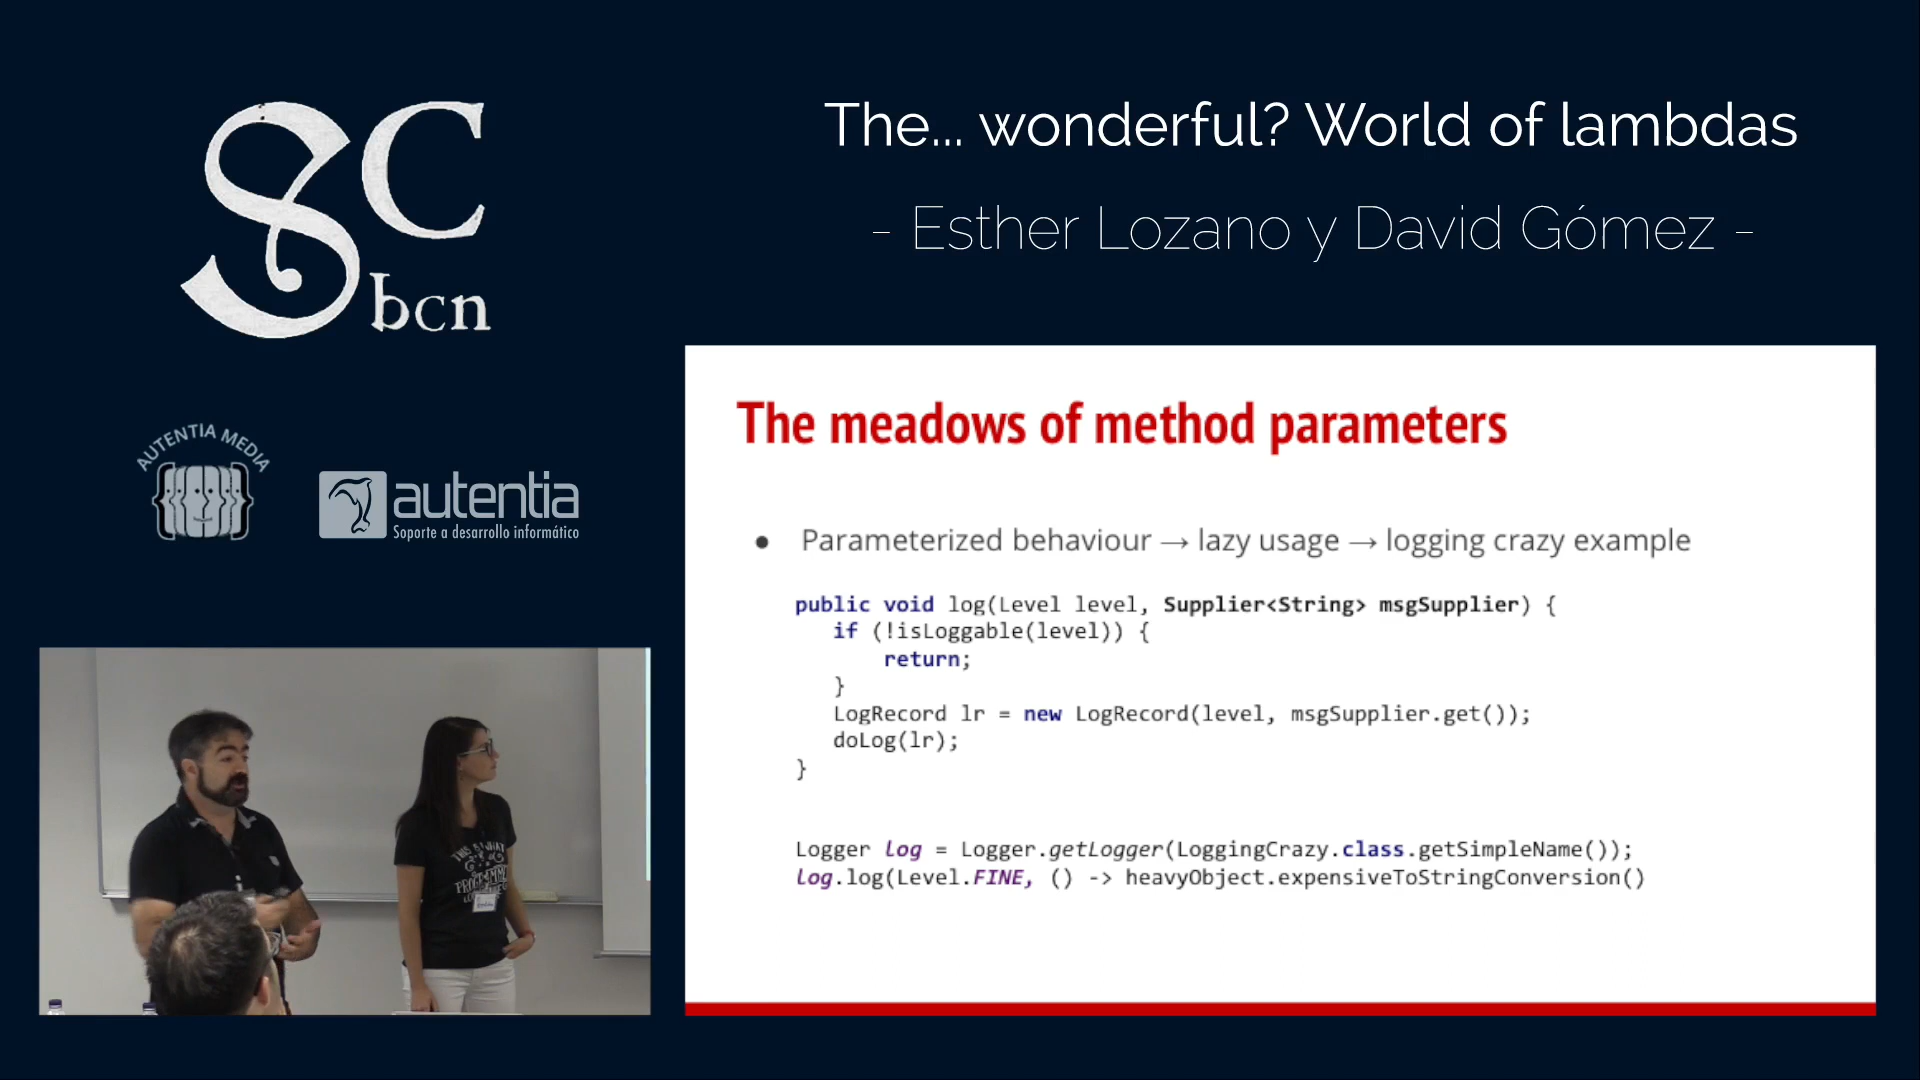 The... wonderful? World of lambdas
- Esther Lozano y David Gómez -
SC
bcn
AUTENTIA MEDIA
autentia
Soporte a desarrollo informático
The meadows of method parameters
● Parameterized behaviour → lazy usage → logging crazy example
public void log(Level level, Supplier<String> msgSupplier) {
if (!isLoggable(level)) {
return;
}
LogRecord lr = new LogRecord(level, msgSupplier.get());
doLog(lr);
}
Logger log = Logger.getLogger(LoggingCrazy.class.getSimpleName());
log.log(Level.FINE, () -> heavyObject.expensiveToStringConversion()
THIS IS WHAT